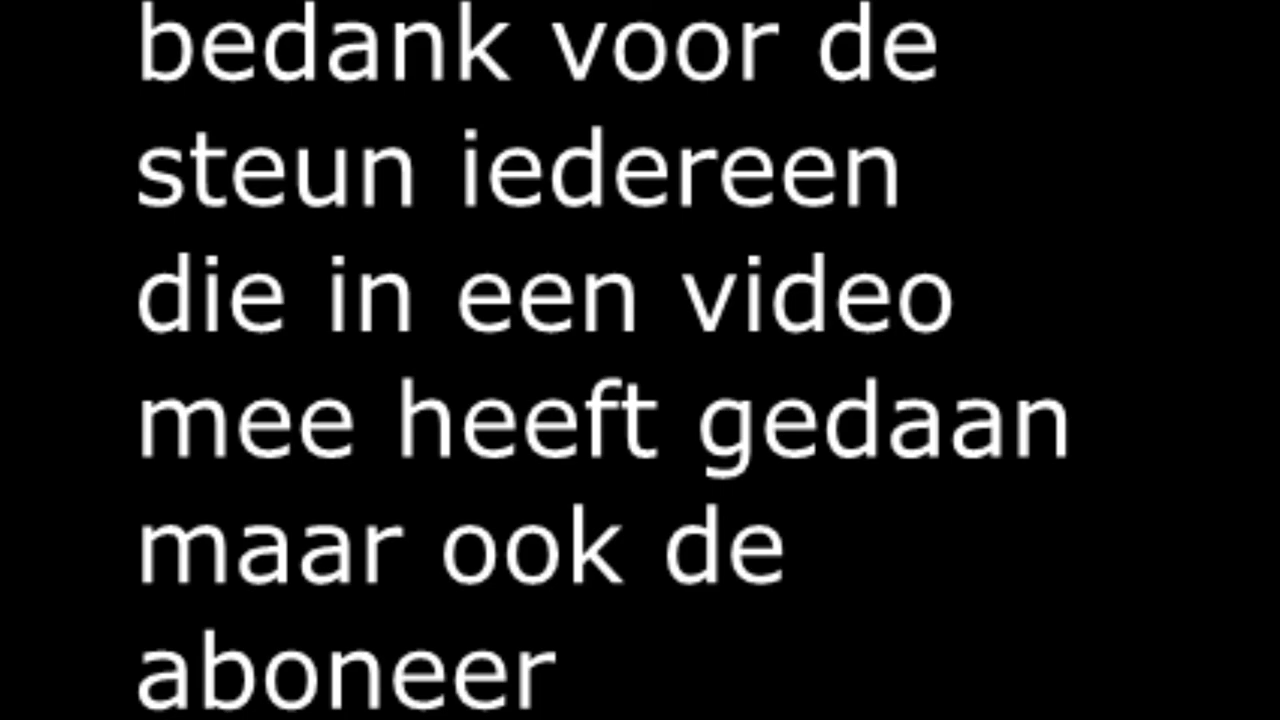 bedank voor de
steun iedereen
die in een video
mee heeft gedaan
maar ook de
aboneer